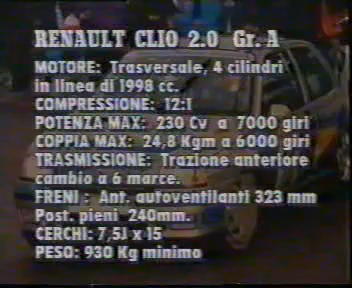 RENAULT CLIO 2.0 Gr. A
MOTORE: Trasversale, 4 cilindri
in linea di 1998 cc.
COMPRESSIONE: 12:1
POTENZA MAX: 230 Cv a 7000 giri
COPPIA MAX: 24,8 Kgm a 6000 giri
TRASMISSIONE: Trazione anteriore
cambio a 6 marce.
FRENI : Ant. autoventilanti 323 mm
Post. pieni 240mm.
CERCHI: 7,5J x 15
PESO: 930 Kg minimo